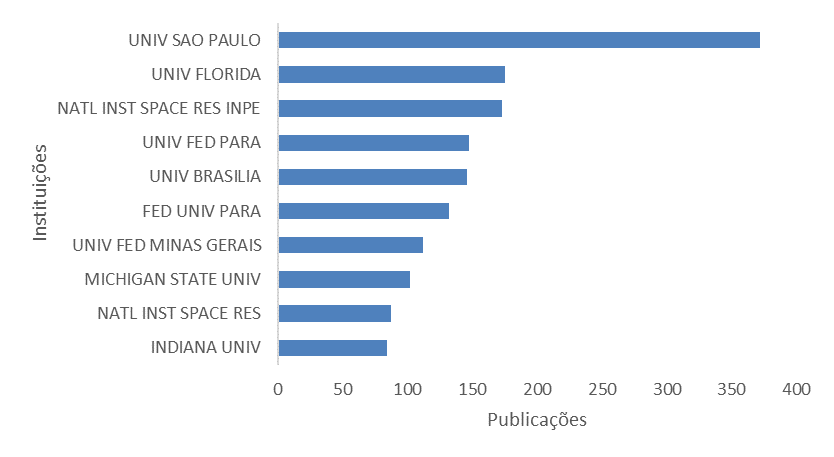 UNIV SAO PAULO
UNIV FLORIDA
NATL INST SPACE RES INPE
UNIV FED PARA
UNIV BRASILIA
FED UNIV PARA
UNIV FED MINAS GERAIS
MICHIGAN STATE UNIV
NATL INST SPACE RES
INDIANA UNIV
Instituições
0 50 100 150 200 250 300 350 400
Publicações